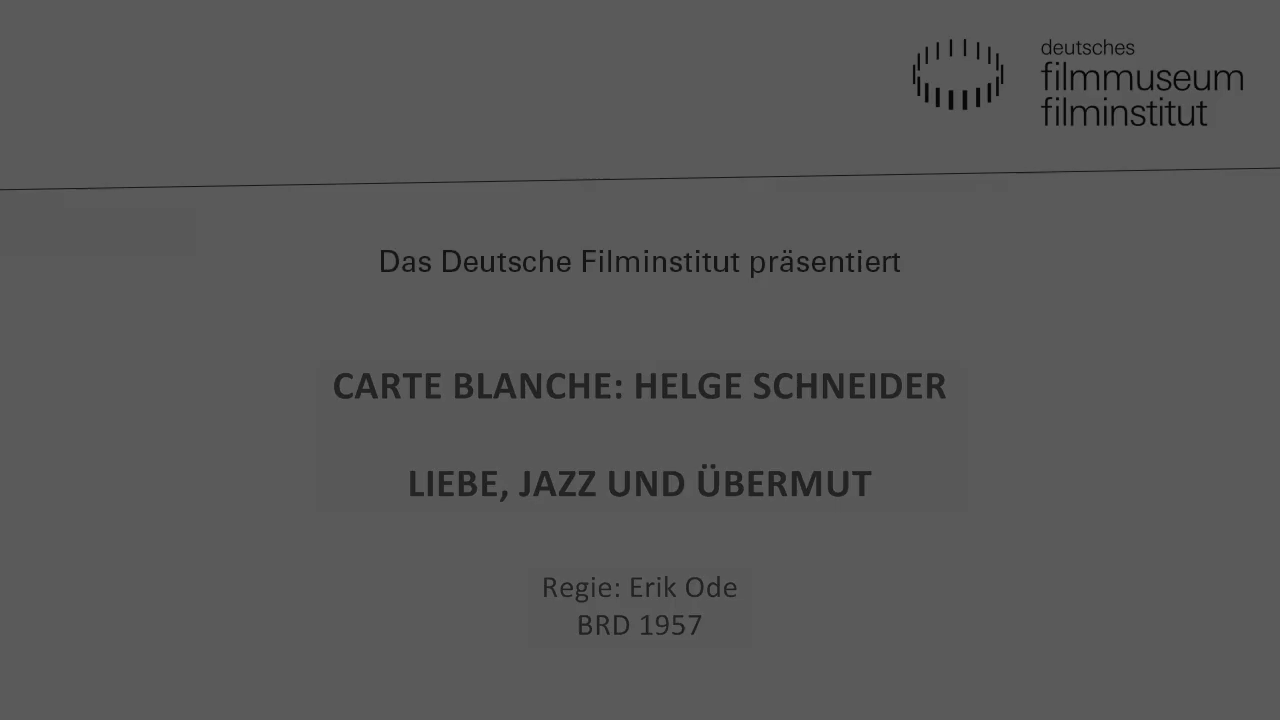 deutsches
filmmuseum
filminstitut
Das Deutsche Filminstitut präsentiert
CARTE BLANCHE: HELGE SCHNEIDER
LIEBE, JAZZ UND ÜBERMUT
Regie: Erik Ode
BRD 1957